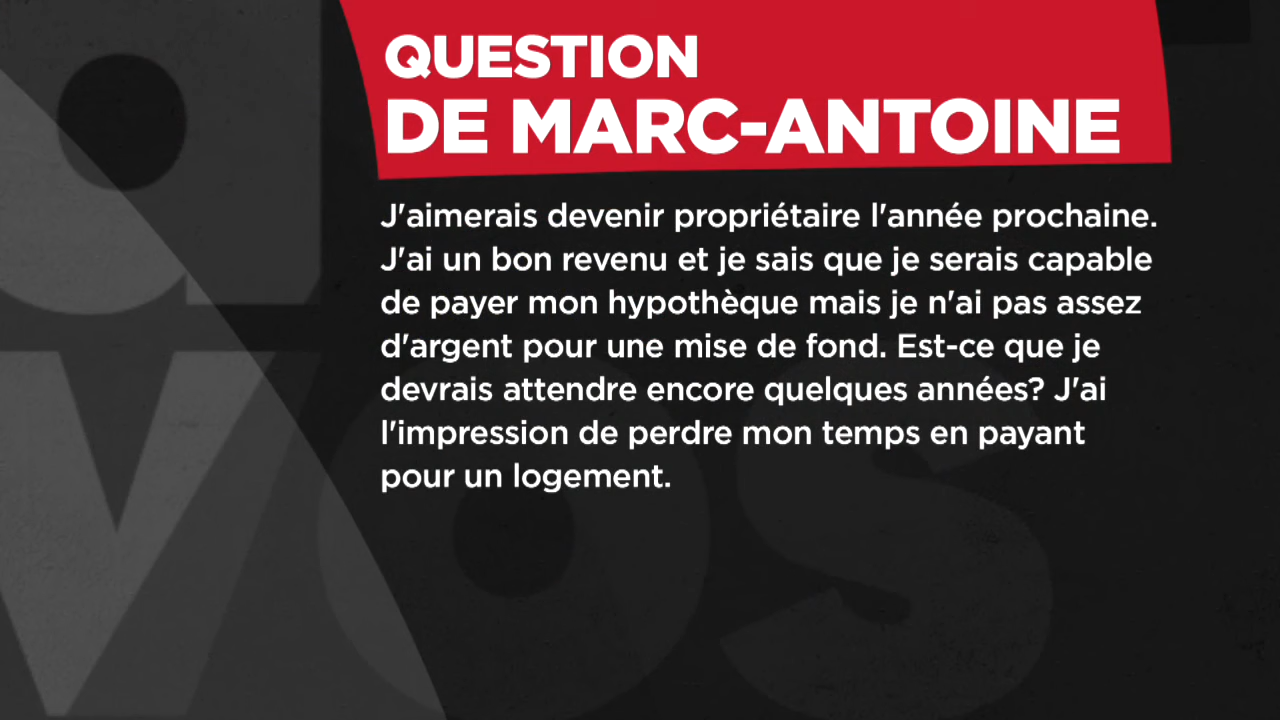 QUESTION
DE MARC-ANTOINE
J'aimerais devenir propriétaire l'année prochaine.
J'ai un bon revenu et je sais que je serais capable
de payer mon hypothèque mais je n'ai pas assez
d'argent pour une mise de fond. Est-ce que je
devrais attendre encore quelques années? J'ai
l'impression de perdre mon temps en payant
pour un logement.